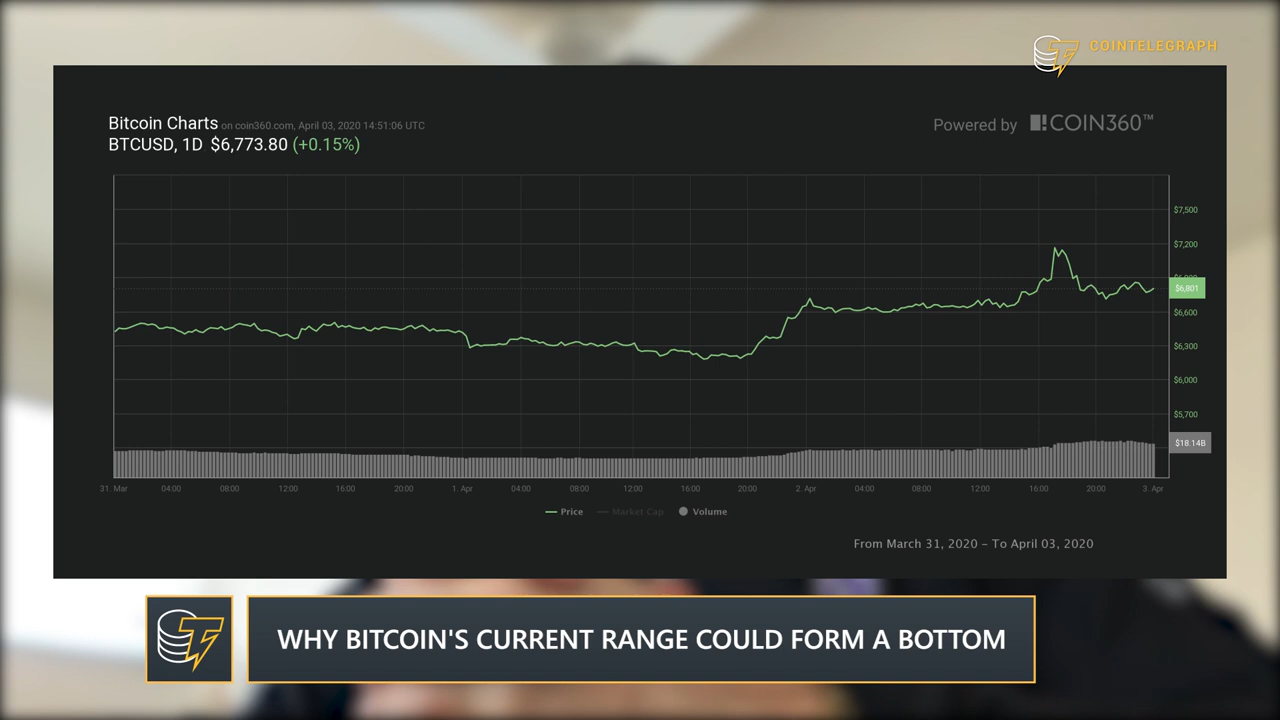 COINTELEGRAPH
Bitcoin Charts on coin360.com, April 03, 2020 14:51:06 UTC
BTCUSD, 1D $6,773.80 (+0.15%)
Powered by COIN360™
$7,500
$7,200
$6,801
$6,600
$6,300
$6,000
$5,700
$18.14B
31. Mar 04:00 08:00 12:00 16:00 20:00 1. Apr 04:00 08:00 12:00 16:00 20:00 2. Apr 04:00 08:00 12:00 16:00 20:00 3. Apr
Price Market Cap Volume
From March 31, 2020 – To April 03, 2020
WHY BITCOIN'S CURRENT RANGE COULD FORM A BOTTOM